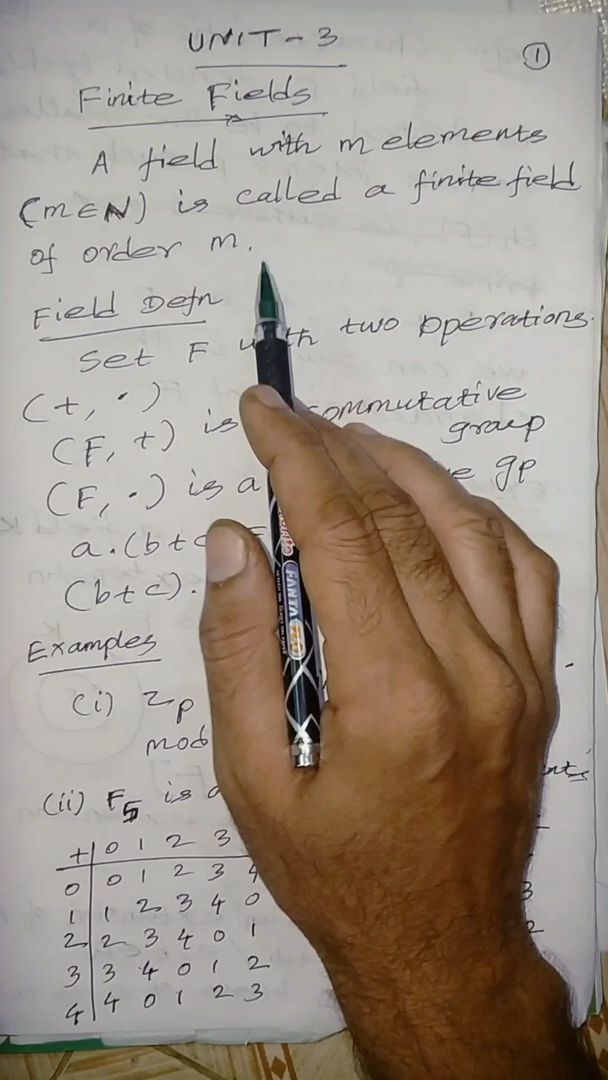 UNIT-3
1
Finite Fields
A field with m elements
(m∈N) is called a finite field
of order m.
Field Defn
Set F with two operations.
(+, ·)
(F, +) is commutative
group
(F, ·) is a gp
a.(b+c
(b+c).
Examples
(i) Zp
mod
(ii) F5 is a
+ 0 1 2 3
0 0 1 2 3 4
1 1 2 3 4 0
2 2 3 4 0 1
3 3 4 0 1 2
4 4 0 1 2 3
3
2
FANTA